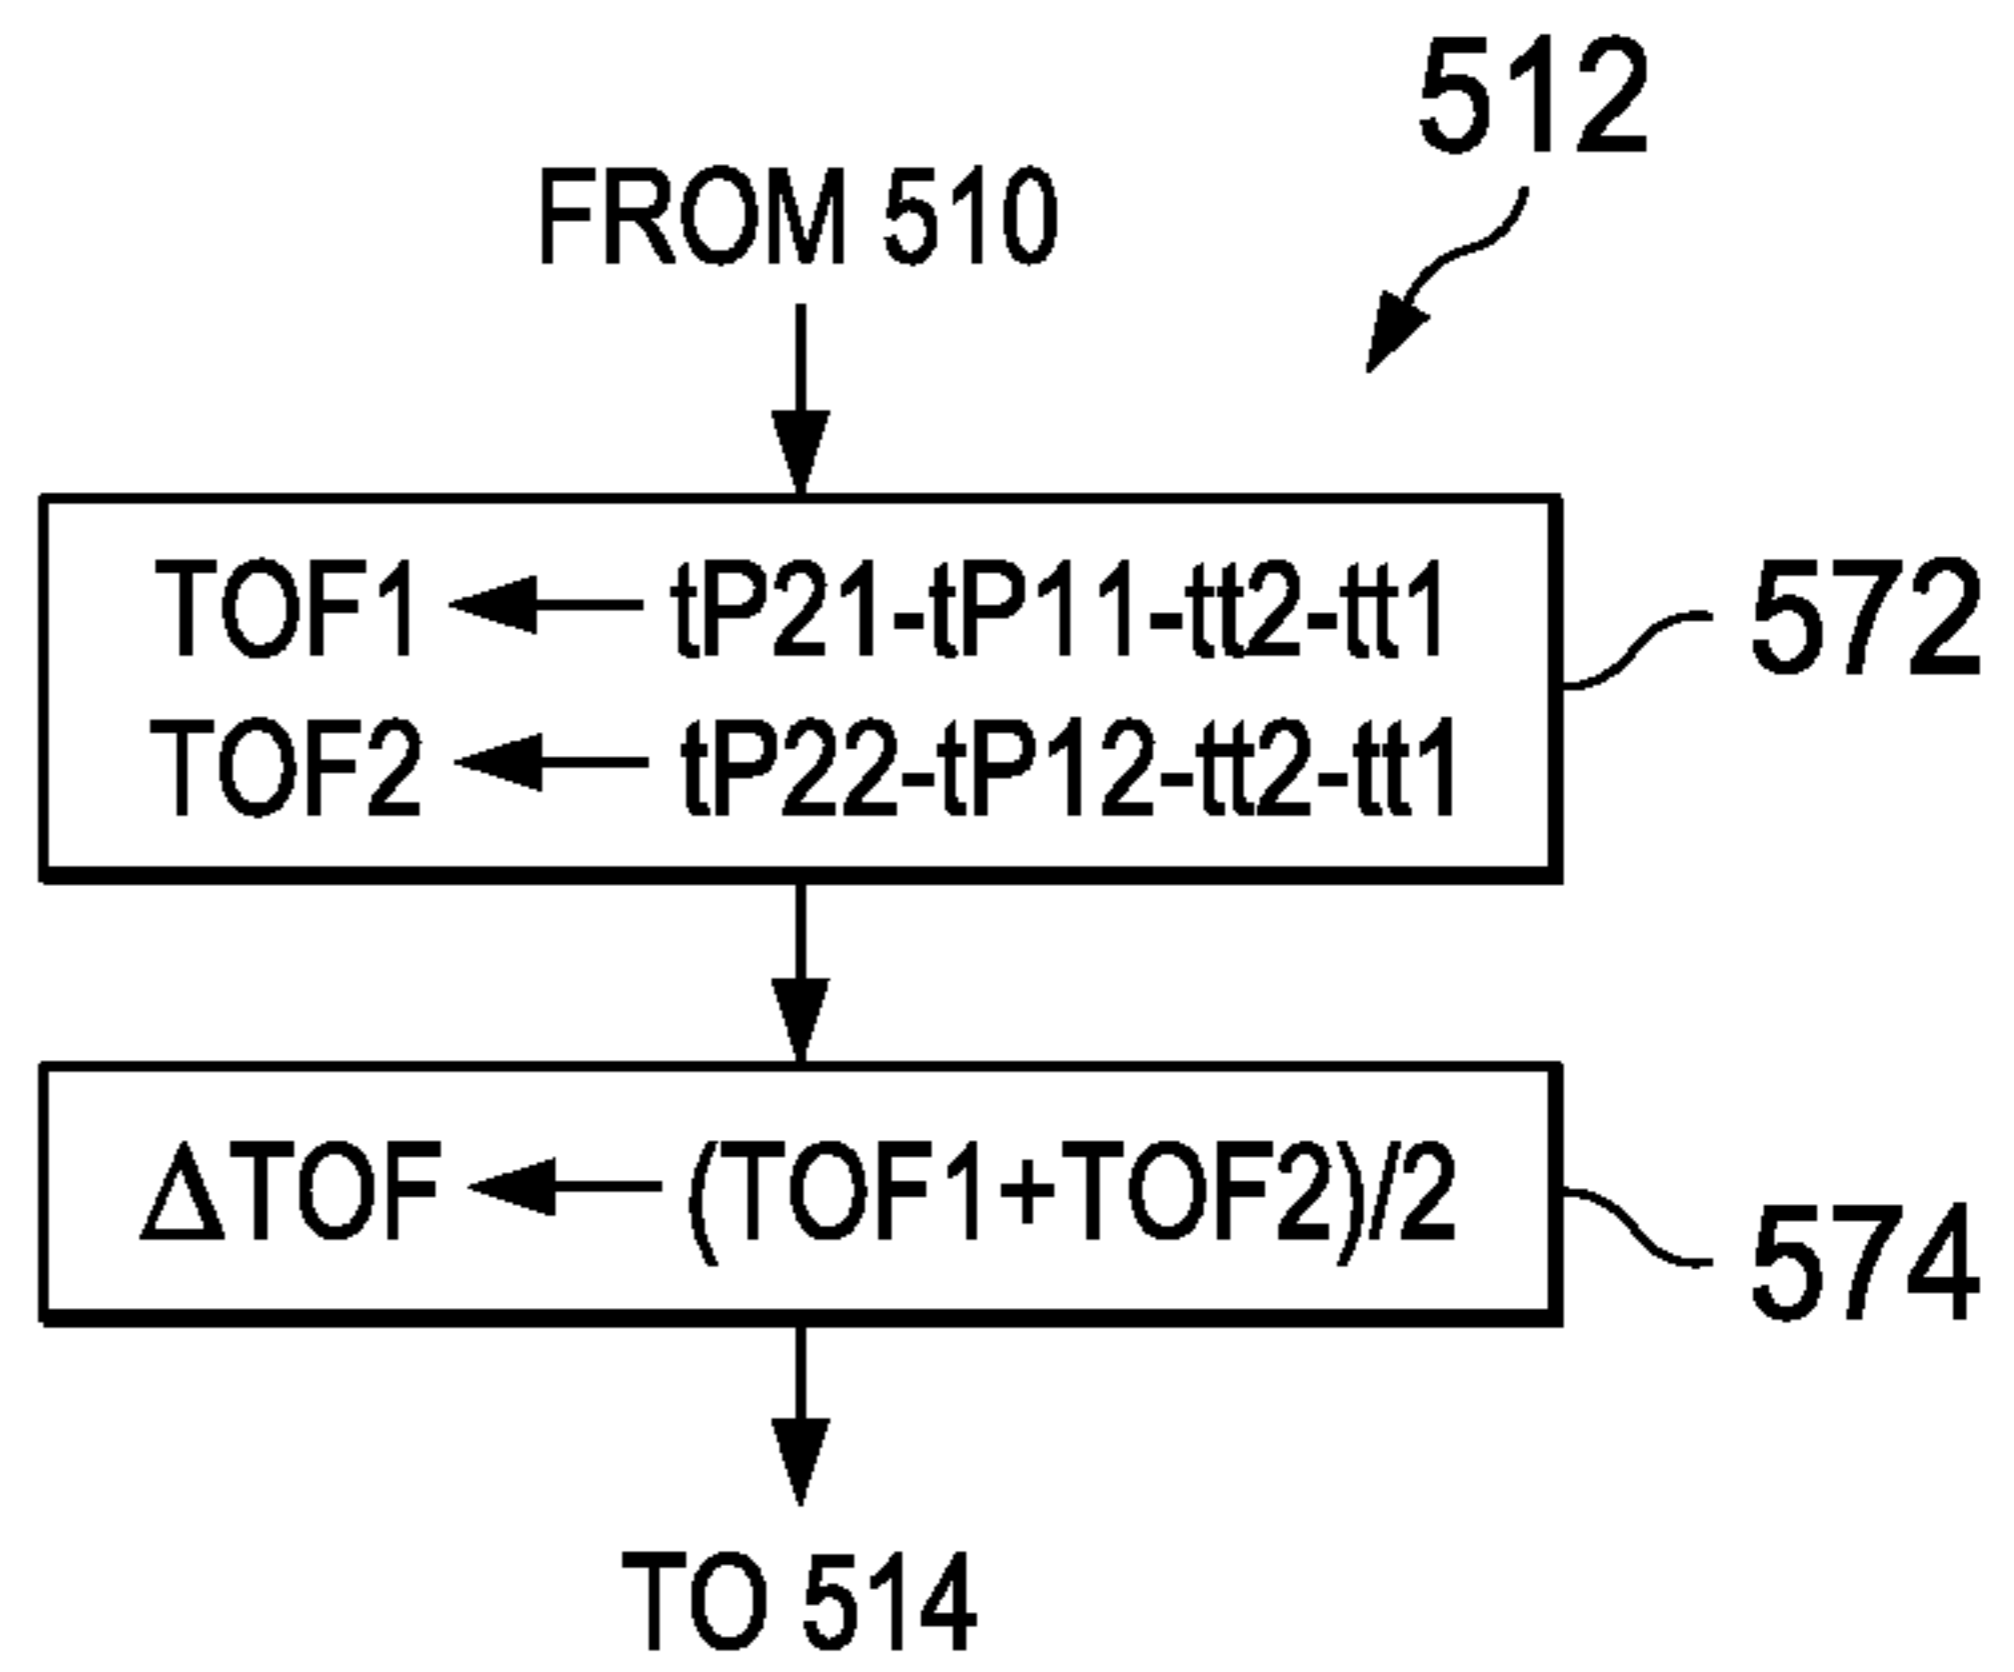 512
FROM 510
TOF1 ← tP21-tP11-tt2-tt1
572
TOF2 ← tP22-tP12-tt2-tt1
ΔTOF ← (TOF1+TOF2)/2
574
TO 514